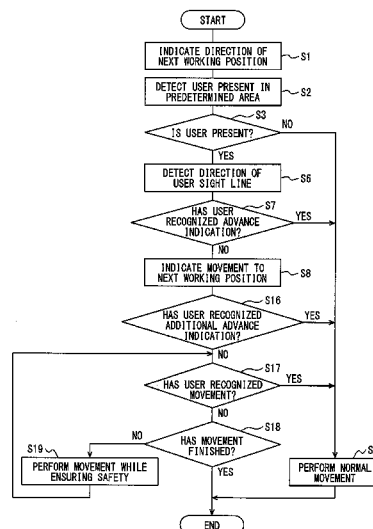 START
INDICATE DIRECTION OF
NEXT WORKING POSITION
S1
DETECT USER PRESENT IN
PREDETERMINED AREA
S2
S3
IS USER PRESENT?
NO
YES
DETECT DIRECTION OF
USER SIGHT LINE
S6
S7
HAS USER
RECOGNIZED ADVANCE
INDICATION?
YES
NO
INDICATE MOVEMENT TO
NEXT WORKING POSITION
S8
S16
HAS USER RECOGNIZED
ADDITIONAL ADVANCE
INDICATION?
YES
NO
S17
HAS USER RECOGNIZED
MOVEMENT?
YES
NO
S18
HAS MOVEMENT
FINISHED?
NO
YES
S19
PERFORM MOVEMENT WHILE
ENSURING SAFETY
PERFORM NORMAL
END